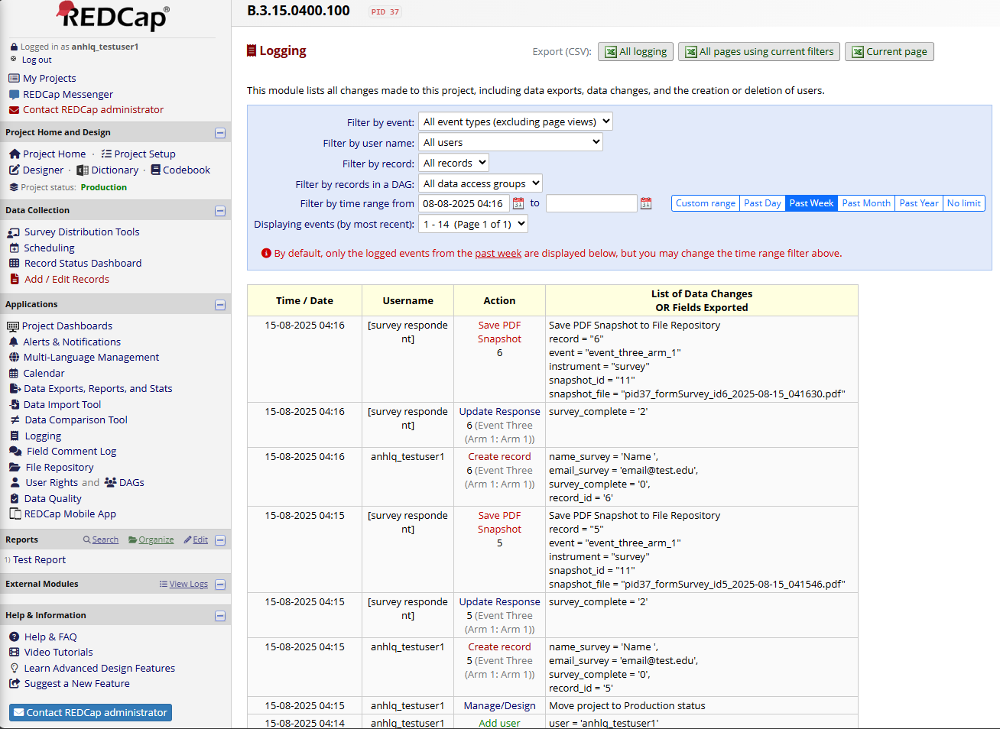 REDCap®
Logged in as anhlq_testuser1
Log out
My Projects
REDCap Messenger
Contact REDCap administrator
Project Home and Design
Project Home · Project Setup
Designer · Dictionary · Codebook
Project status: Production
Data Collection
Survey Distribution Tools
Scheduling
Record Status Dashboard
Add / Edit Records
Applications
Project Dashboards
Alerts & Notifications
Multi-Language Management
Calendar
Data Exports, Reports, and Stats
Data Import Tool
Data Comparison Tool
Logging
Field Comment Log
File Repository
User Rights and DAGs
Data Quality
REDCap Mobile App
Reports Search Organize Edit
1) Test Report
External Modules View Logs
Help & Information
Help & FAQ
Video Tutorials
Learn Advanced Design Features
Suggest a New Feature
Contact REDCap administrator
B.3.15.0400.100 PID 37
Logging Export (CSV): All logging All pages using current filters Current page
This module lists all changes made to this project, including data exports, data changes, and the creation or deletion of users.
Filter by event: All event types (excluding page views)
Filter by user name: All users
Filter by record: All records
Filter by records in a DAG: All data access groups
Filter by time range from 08-08-2025 04:16 31 to 31 Custom range Past Day Past Week Past Month Past Year No limit
Displaying events (by most recent): 1 - 14 (Page 1 of 1)
By default, only the logged events from the past week are displayed below, but you may change the time range filter above.
Time / Date Username Action List of Data Changes
OR Fields Exported
15-08-2025 04:16 [survey responde Save PDF Save PDF Snapshot to File Repository
nt] Snapshot record = "6"
6 event = "event_three_arm_1"
instrument = "survey"
snapshot_id = "11"
snapshot_file = "pid37_formSurvey_id6_2025-08-15_041630.pdf"
15-08-2025 04:16 [survey responde Update Response survey_complete = '2'
nt] 6 (Event Three
(Arm 1: Arm 1))
15-08-2025 04:16 anhlq_testuser1 Create record name_survey = 'Name ',
6 (Event Three email_survey = 'email@test.edu',
(Arm 1: Arm 1)) survey_complete = '0',
record_id = '6'
15-08-2025 04:15 [survey responde Save PDF Save PDF Snapshot to File Repository
nt] Snapshot record = "5"
5 event = "event_three_arm_1"
instrument = "survey"
snapshot_id = "11"
snapshot_file = "pid37_formSurvey_id5_2025-08-15_041546.pdf"
15-08-2025 04:15 [survey responde Update Response survey_complete = '2'
nt] 5 (Event Three
(Arm 1: Arm 1))
15-08-2025 04:15 anhlq_testuser1 Create record name_survey = 'Name ',
5 (Event Three email_survey = 'email@test.edu',
(Arm 1: Arm 1)) survey_complete = '0',
record_id = '5'
15-08-2025 04:15 anhlq_testuser1 Manage/Design Move project to Production status
15-08-2025 04:14 anhlq_testuser1 Add user user = 'anhlq_testuser1'